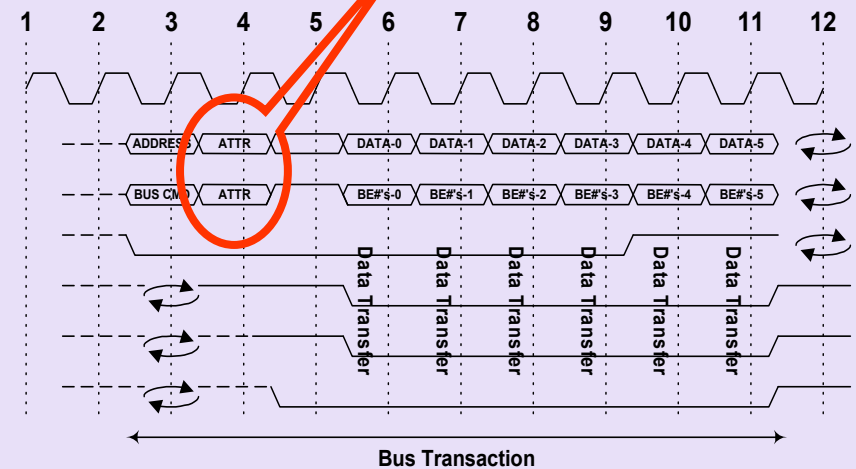 1 2 3 4 5 6 7 8 9 10 11 12
ADDRESS ATTR DATA-0 DATA-1 DATA-2 DATA-3 DATA-4 DATA-5
BUS CMD ATTR BE#'s-0 BE#'s-1 BE#'s-2 BE#'s-3 BE#'s-4 BE#'s-5
Data Transfer
Data Transfer
Data Transfer
Data Transfer
Data Transfer
Data Transfer
Bus Transaction